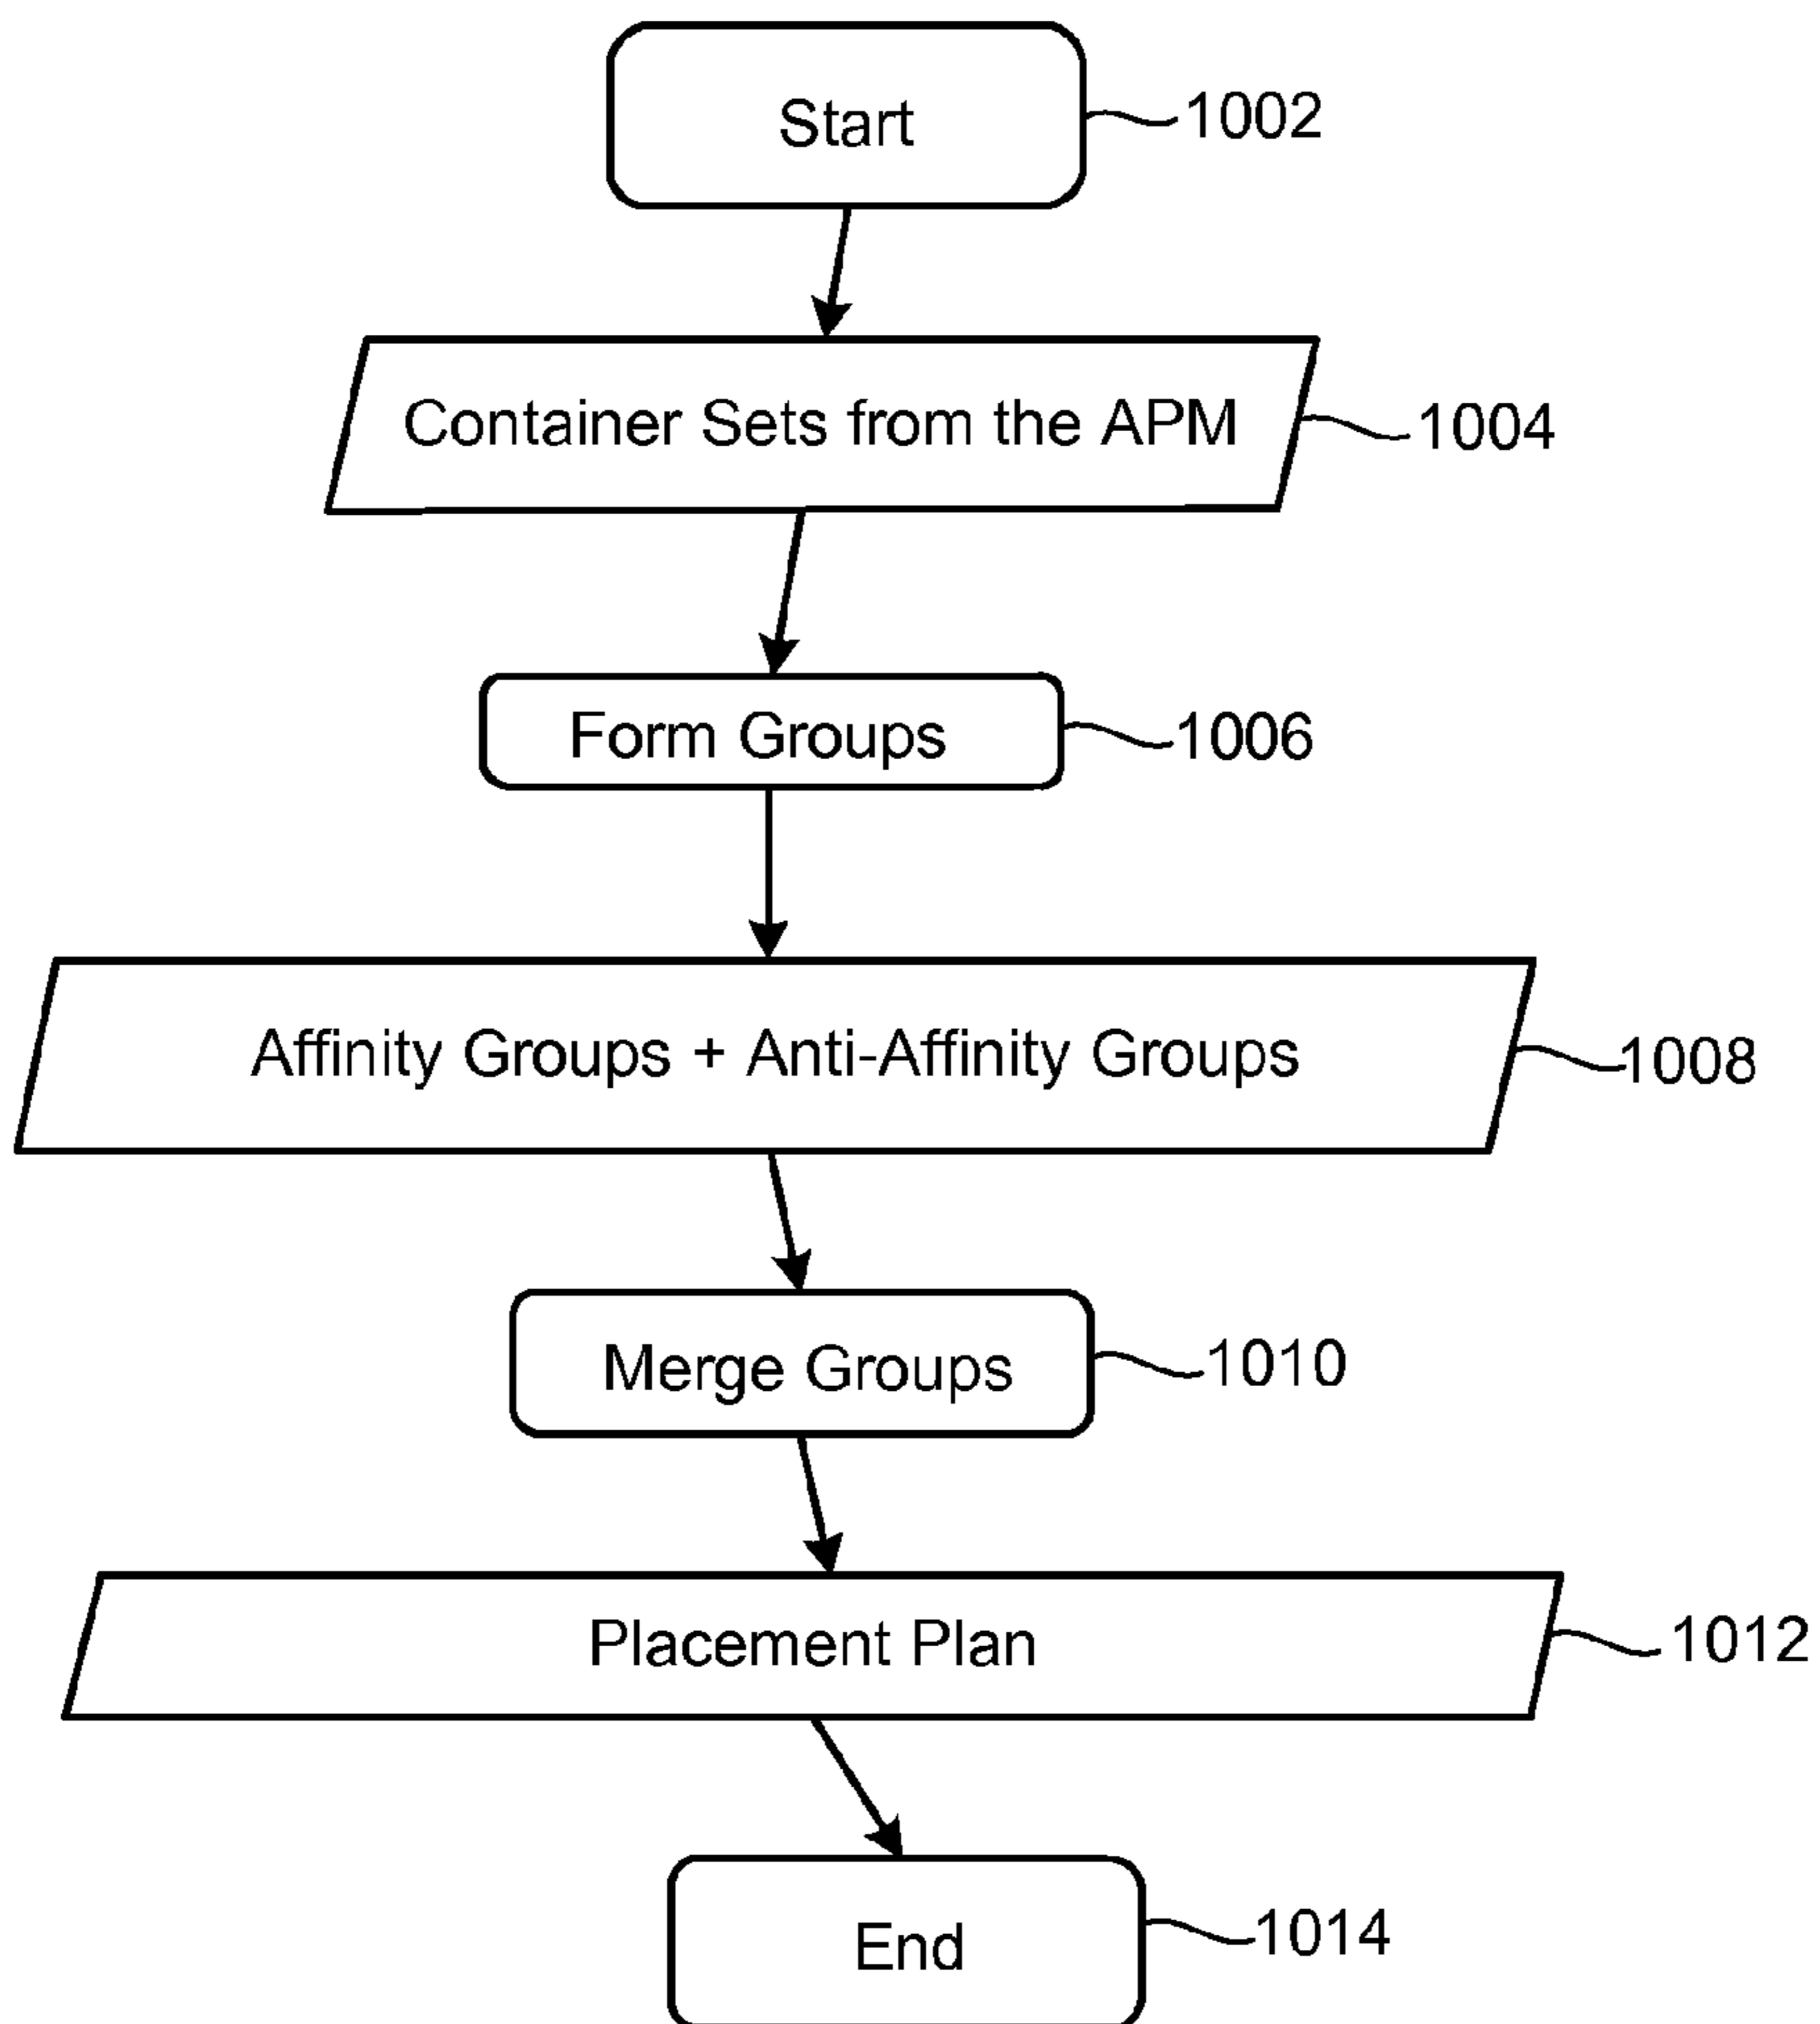 Start
1002
Container Sets from the APM
1004
Form Groups
1006
Affinity Groups + Anti-Affinity Groups
1008
Merge Groups
1010
Placement Plan
1012
End
1014